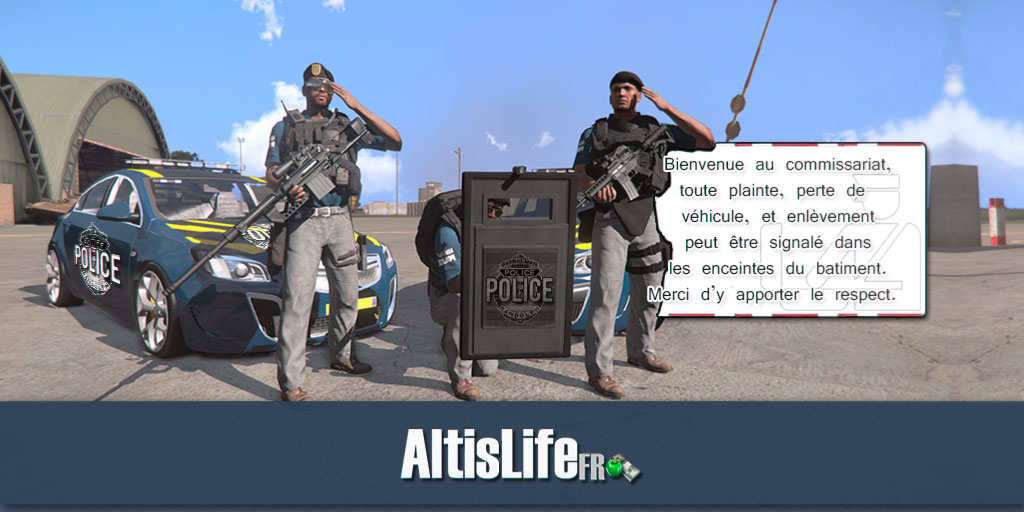 Bienvenue au commissariat,
toute plainte, perte de
véhicule, et enlèvement
peut être signalé dans
les enceintes du batiment.
Merci d'y apporter le respect.
POLICE
POLICE
AltisLifeFR